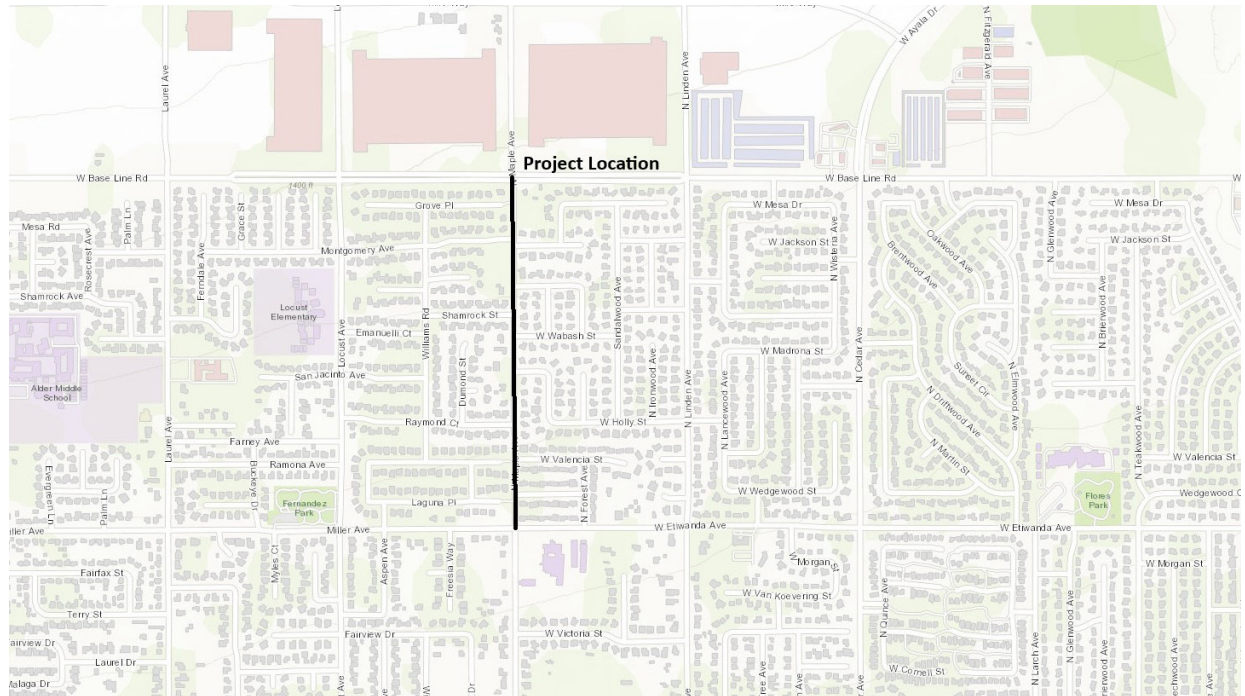 W Ayala Dr
N Fitzgerald Ave
Laurel Ave
N Linden Ave
Maple Ave
Project Location
W Base Line Rd
W Base Line Rd
1400 ft
Grove Pl
Grace St
Palm Ln
Mesa Rd
Rosecrest Ave
Ferndale Ave
Montgomery Ave
W Mesa Dr
W Jackson St
N Wisteria Ave
Oakwood Ave
Brentwood Ave
N Glenwood Ave
W Mesa Dr
W Jackson St
N Brierwood Ave
Shamrock Ave
Locust
Elementary
Locust Ave
Emanuelli Ct
Williams Rd
Shamrock St
W Wabash St
Sandalwood Ave
W Madrona St
N Cedar Ave
N Elmwood Ave
Sunset Cir
Alder Middle
School
San Jacinto Ave
Dumond St
N Ironwood Ave
N Linden Ave
N Lancewood Ave
N Driftwood Ave
N Martin St
N Teakwood Ave
Laurel Ave
Raymond Ct
W Holly St
Farney Ave
Ramona Ave
W Valencia St
W Valencia St
Evergreen Ln
Palm Ln
Buckeye Dr
Fernandez
Park
Laguna Pl
N Forest Ave
W Wedgewood St
Flores
Park
Miller Ave
W Etiwanda Ave
W Etiwanda Ave
Fairfax St
Myles Ct
Aspen Ave
Freesia Way
W Morgan St
W Morgan St
Terry St
W Van Koevering St
N Quince Ave
N Larch Ave
N Glenwood Ave
Fairview Dr
W Victoria St
Laurel Dr
W Cornell St